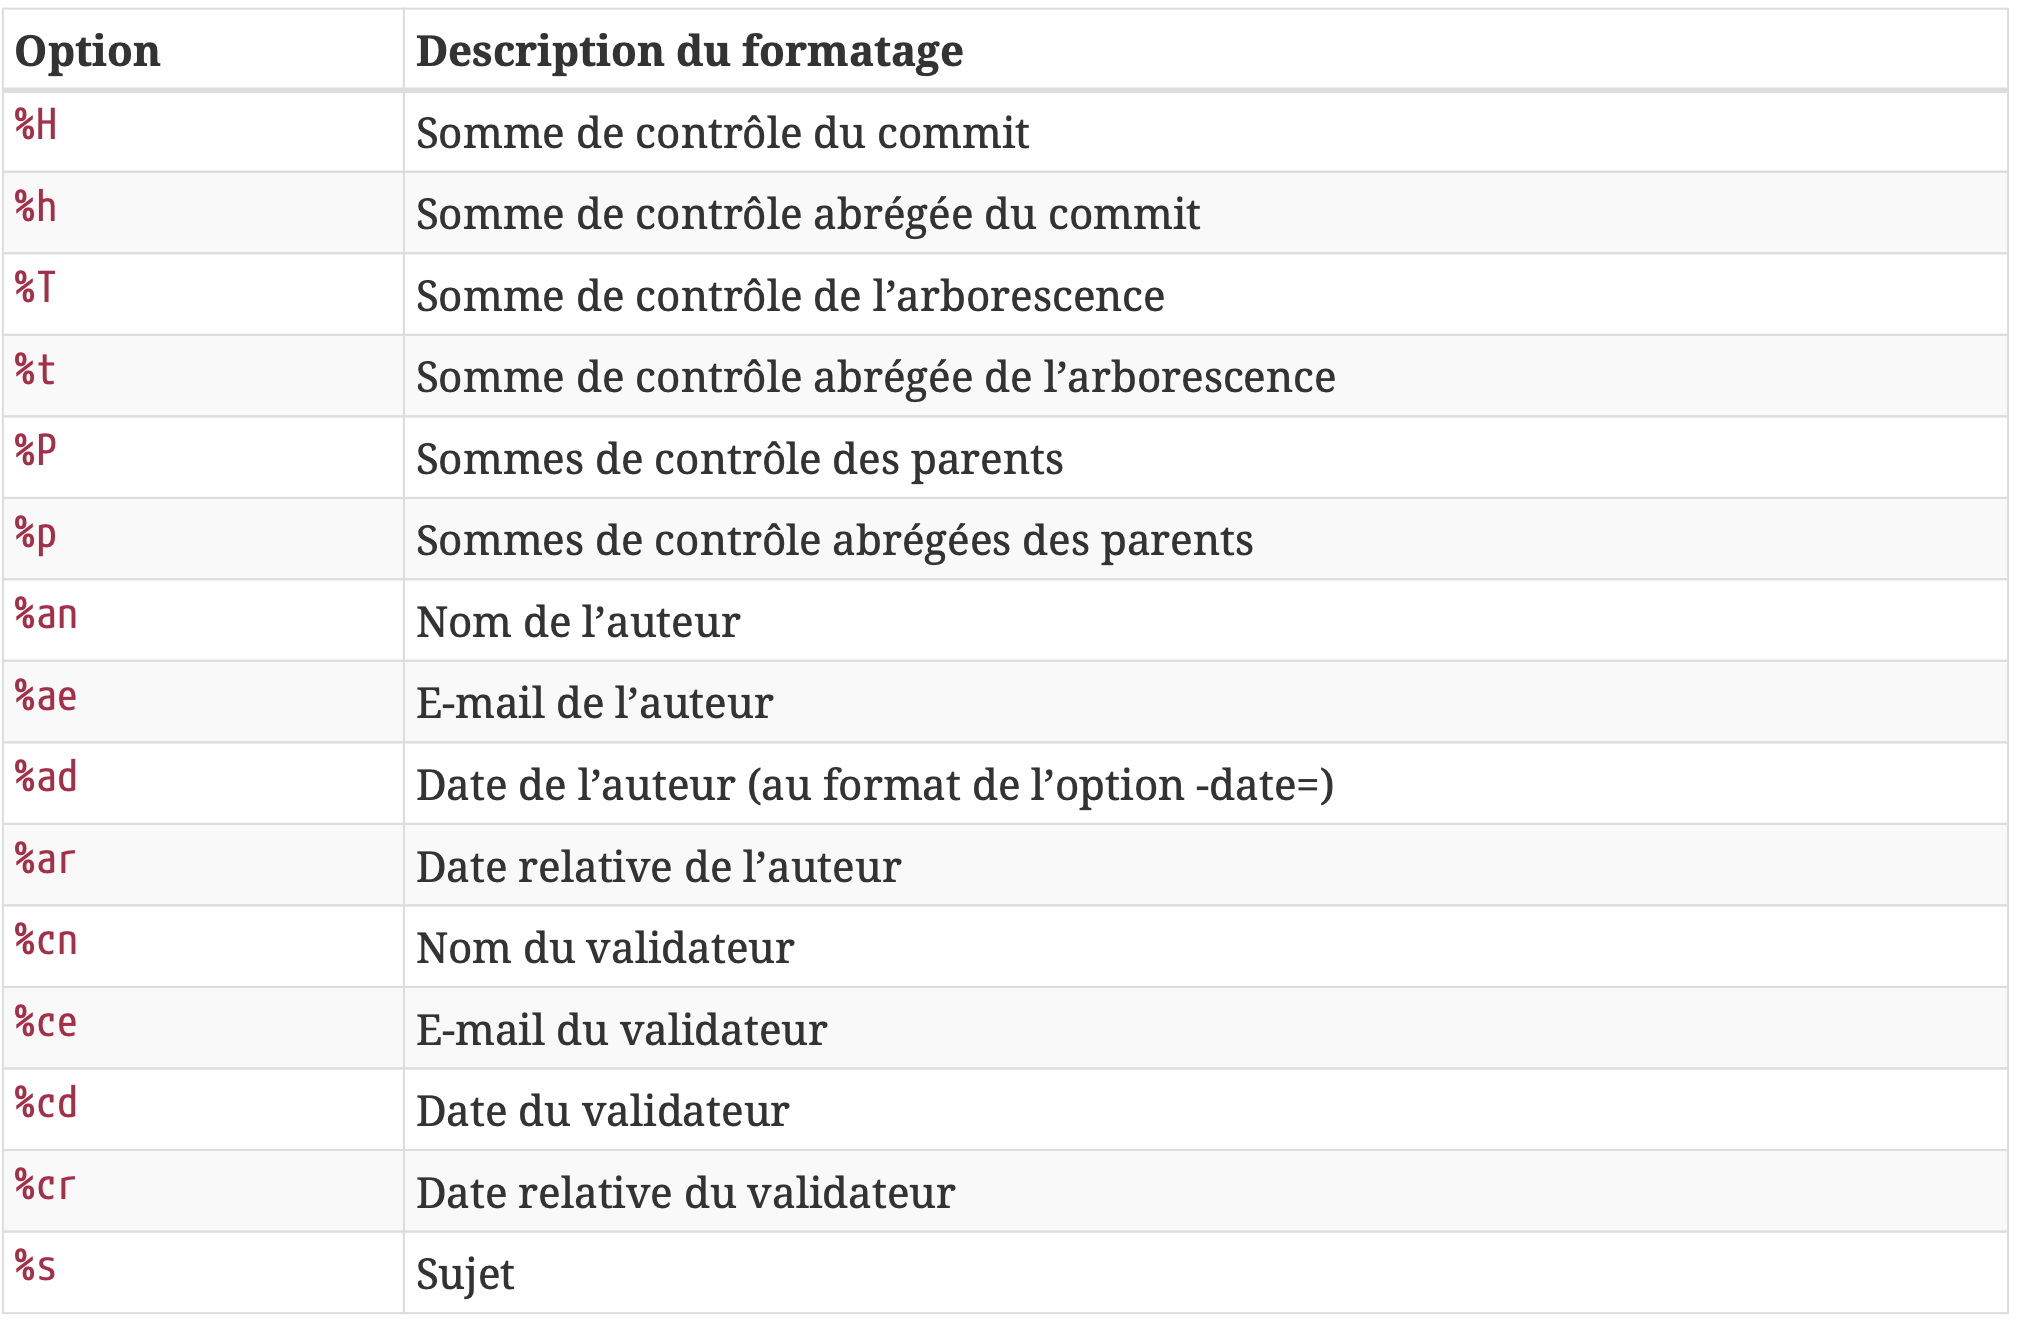 Option Description du formatage
%H Somme de contrôle du commit
%h Somme de contrôle abrégée du commit
%T Somme de contrôle de l’arborescence
%t Somme de contrôle abrégée de l’arborescence
%P Sommes de contrôle des parents
%p Sommes de contrôle abrégées des parents
%an Nom de l’auteur
%ae E-mail de l’auteur
%ad Date de l’auteur (au format de l’option -date=)
%ar Date relative de l’auteur
%cn Nom du validateur
%ce E-mail du validateur
%cd Date du validateur
%cr Date relative du validateur
%s Sujet